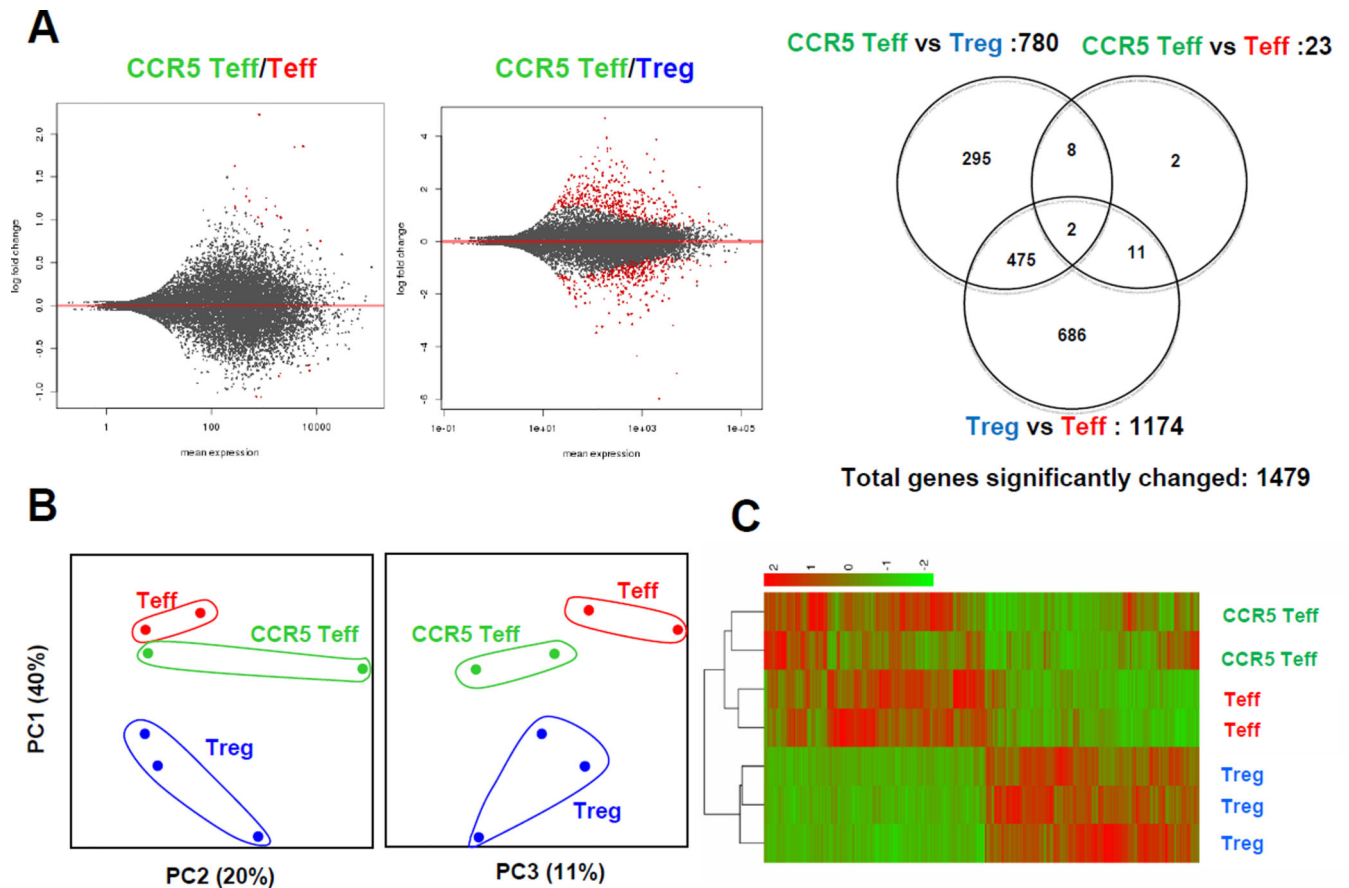 A
CCR5 Teff/Teff
log fold change
2.0
1.5
1.0
0.5
0.0
-0.5
-1.0
1
100
10000
mean expression
CCR5 Teff/Treg
log fold change
4
2
0
-2
-4
-6
1e-01
1e+01
1e+03
1e+05
mean expression
CCR5 Teff vs Treg :780
CCR5 Teff vs Teff :23
295
8
2
2
475
11
686
Treg vs Teff : 1174
Total genes significantly changed: 1479
B
PC1 (40%)
Teff
CCR5 Teff
Treg
PC2 (20%)
Teff
CCR5 Teff
Treg
PC3 (11%)
C
2
1
0
-1
-2
CCR5 Teff
CCR5 Teff
Teff
Teff
Treg
Treg
Treg